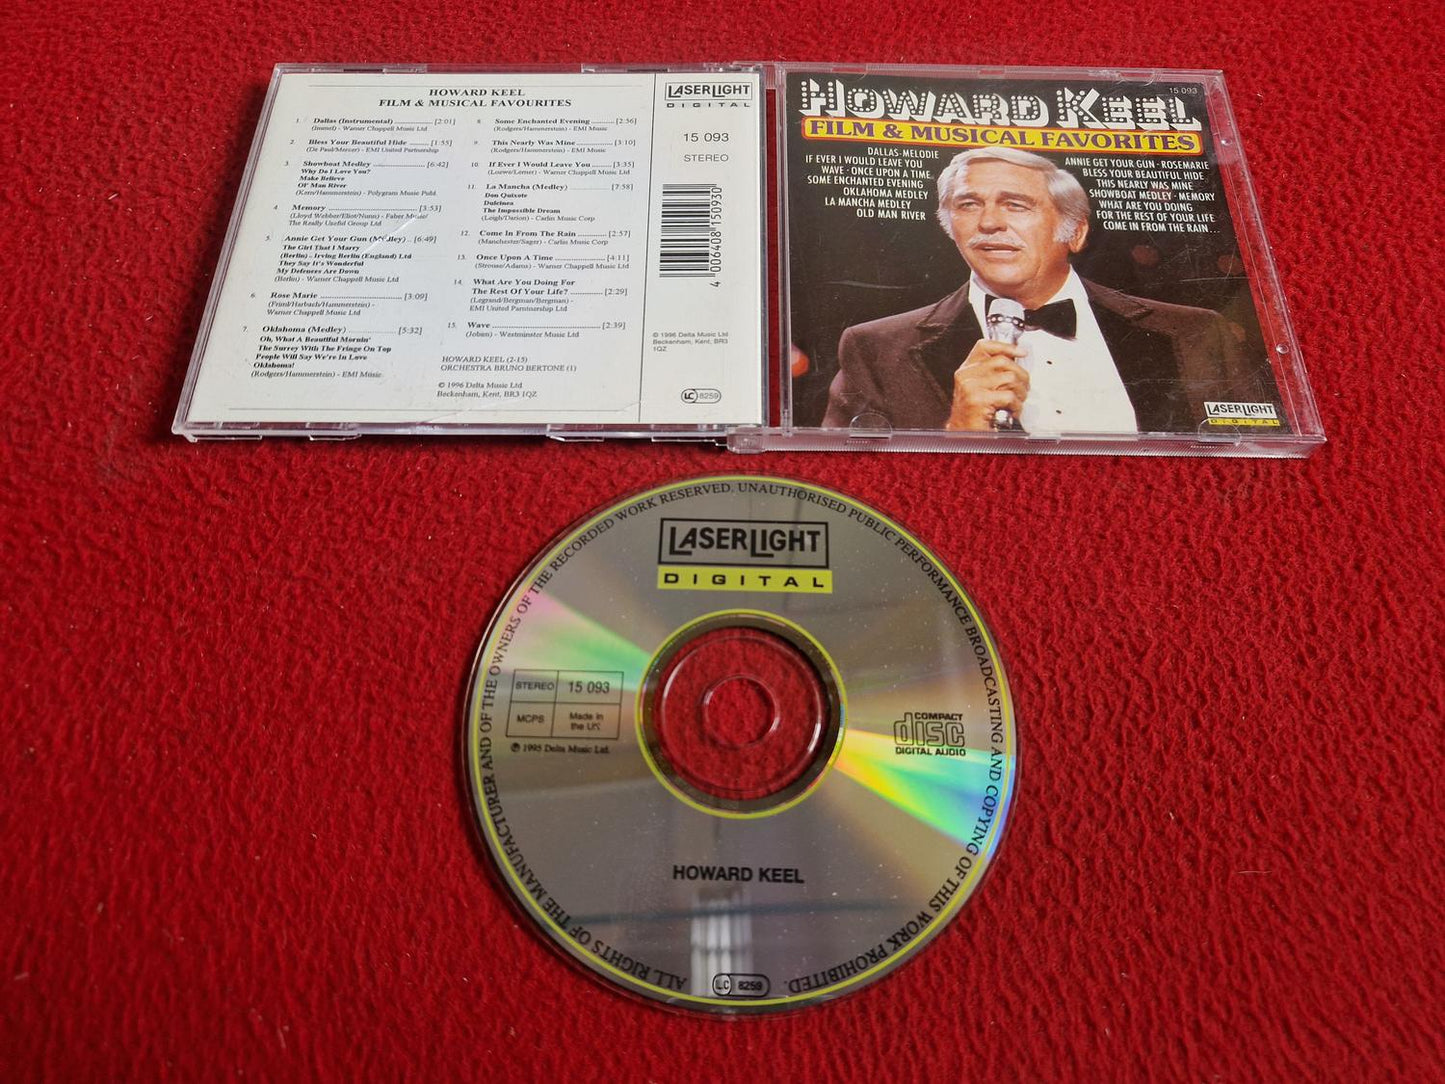 HOWARD KEEL
FILM & MUSICAL FAVOURITES
1. Dallas (Instrumental) [2:01]
(Immel) - Warner Chappell Music Ltd
2. Bless Your Beautiful Hide [1:55]
(De Paul/Mercer) - EMI United Partnership
3. Showboat Medley [6:42]
Why Do I Love You?
Make Believe
Ol' Man River
(Kern/Hammerstein) - Polygram Music Publ.
4. Memory [3:53]
(Lloyd Webber/Eliot/Nunn) - Faber Music/
The Really Useful Group Ltd
5. Annie Get Your Gun (Medley) [6:49]
The Girl That I Marry
(Berlin) - Irving Berlin (England) Ltd
They Say It's Wonderful
My Defences Are Down
(Berlin) - Warner Chappell Music Ltd
6. Rose Marie [3:09]
(Friml/Harbach/Hammerstein) -
Warner Chappell Music Ltd
7. Oklahoma (Medley) [5:32]
Oh, What A Beautiful Mornin'
The Surrey With The Fringe On Top
People Will Say We're In Love
Oklahoma!
(Rodgers/Hammerstein) - EMI Music
8. Some Enchanted Evening [2:56]
(Rodgers/Hammerstein) - EMI Music
9. This Nearly Was Mine [3:10]
(Rodgers/Hammerstein) - EMI Music
10. If Ever I Would Leave You [3:35]
(Loewe/Lerner) - Warner Chappell Music Ltd
11. La Mancha (Medley) [7:58]
Don Quixote
Dulcinea
The Impossible Dream
(Leigh/Darion) - Carlin Music Corp
12. Come In From The Rain [2:57]
(Manchester/Sager) - Carlin Music Corp
13. Once Upon A Time [4:11]
(Strouse/Adams) - Warner Chappell Music Ltd
14. What Are You Doing For
The Rest Of Your Life? [2:29]
(Legrand/Bergman/Bergman) -
EMI United Partnership Ltd
15. Wave [2:39]
(Jobim) - Westminster Music Ltd
HOWARD KEEL (2-15)
ORCHESTRA BRUNO BERTONE (1)
© 1996 Delta Music Ltd
Beckenham, Kent, BR3 1QZ
LASERLIGHT
DIGITAL
15 093
STEREO
4 006408 150930
© 1996 Delta Music Ltd
Beckenham, Kent, BR3
1QZ
LC 8259
15 093
HOWARD KEEL
FILM & MUSICAL FAVORITES
DALLAS-MELODIE
IF EVER I WOULD LEAVE YOU
WAVE · ONCE UPON A TIME..
SOME ENCHANTED EVENING
OKLAHOMA MEDLEY
LA MANCHA MEDLEY
OLD MAN RIVER
ANNIE GET YOUR GUN · ROSEMARIE
BLESS YOUR BEAUTIFUL HIDE
THIS NEARLY WAS MINE
SHOWBOAT MEDLEY · MEMORY
WHAT ARE YOU DOING
FOR THE REST OF YOUR LIFE
COME IN FROM THE RAIN...
LASERLIGHT
DIGITAL
ALL RIGHTS OF THE MANUFACTURER AND OF THE OWNERS OF THE RECORDED WORK RESERVED. UNAUTHORISED PUBLIC PERFORMANCE BROADCASTING AND COPYING OF THIS WORK PROHIBITED.
LASERLIGHT
DIGITAL
STEREO 15 093
MCPS Made in
the UK
℗ 1995 Delta Music Ltd.
COMPACT
disc
DIGITAL AUDIO
HOWARD KEEL
LC 8259